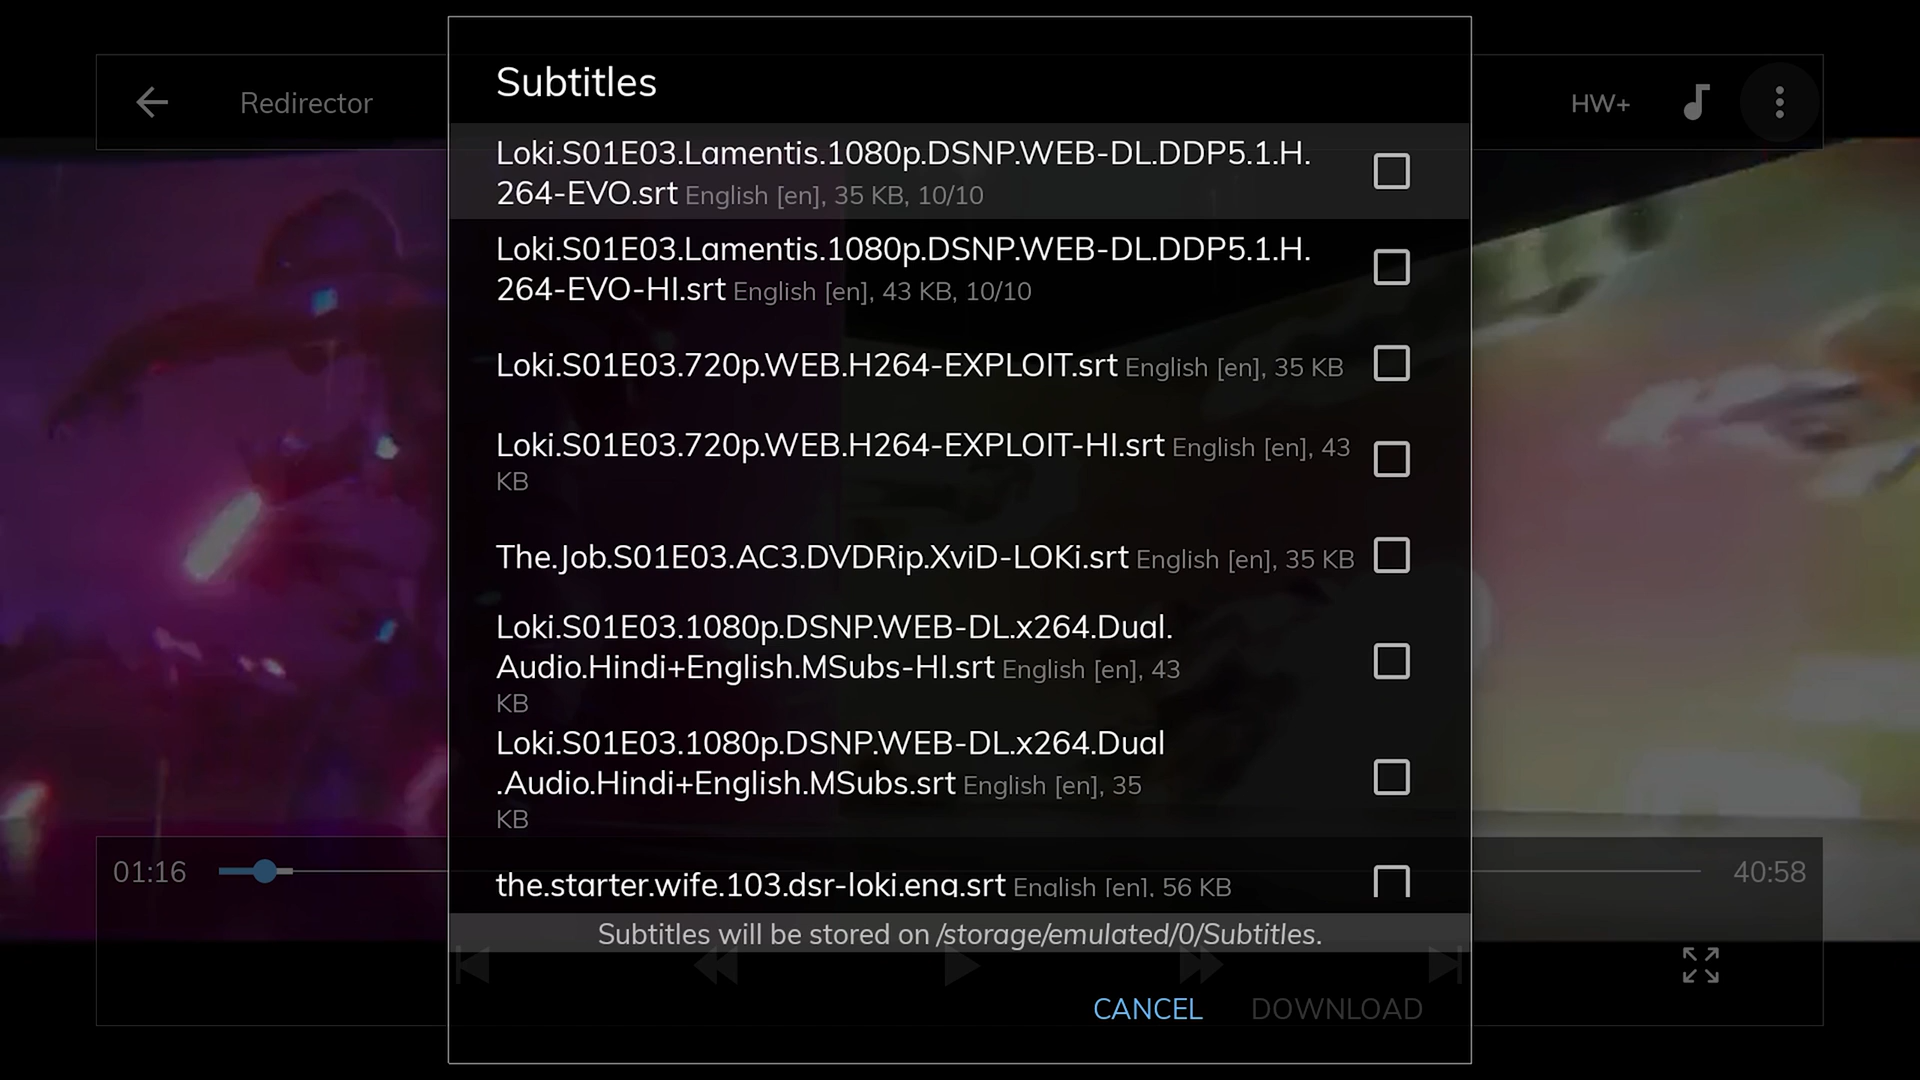 Subtitles
Redirector
HW+
Loki.S01E03.Lamentis.1080p.DSNP.WEB-DL.DDP5.1.H.
264-EVO.srt English [en], 35 KB, 10/10
Loki.S01E03.Lamentis.1080p.DSNP.WEB-DL.DDP5.1.H.
264-EVO-HI.srt English [en], 43 KB, 10/10
Loki.S01E03.720p.WEB.H264-EXPLOIT.srt English [en], 35 KB
Loki.S01E03.720p.WEB.H264-EXPLOIT-HI.srt English [en], 43
KB
The.Job.S01E03.AC3.DVDRip.XviD-LOKi.srt English [en], 35 KB
Loki.S01E03.1080p.DSNP.WEB-DL.x264.Dual.
Audio.Hindi+English.MSubs-HI.srt English [en], 43
KB
Loki.S01E03.1080p.DSNP.WEB-DL.x264.Dual
.Audio.Hindi+English.MSubs.srt English [en], 35
KB
01:16
40:58
the.starter.wife.103.dsr-loki.eng.srt English [en], 56 KB
Subtitles will be stored on /storage/emulated/0/Subtitles.
CANCEL
DOWNLOAD